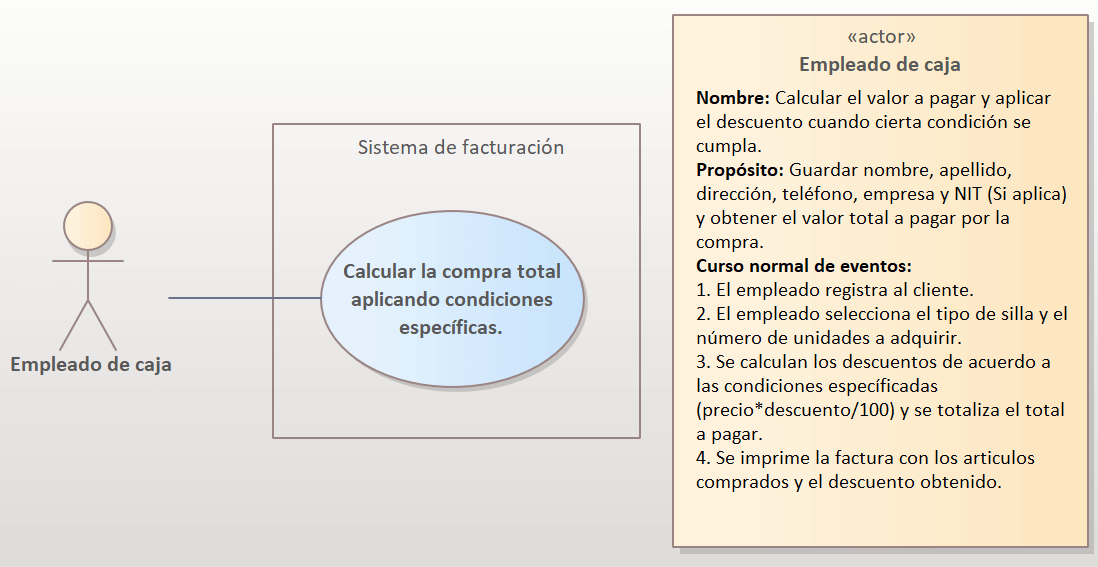 Sistema de facturación
Calcular la compra total
aplicando condiciones
específicas.
Empleado de caja
«actor»
Empleado de caja
Nombre: Calcular el valor a pagar y aplicar
el descuento cuando cierta condición se
cumpla.
Propósito: Guardar nombre, apellido,
dirección, teléfono, empresa y NIT (Si aplica)
y obtener el valor total a pagar por la
compra.
Curso normal de eventos:
1. El empleado registra al cliente.
2. El empleado selecciona el tipo de silla y el
número de unidades a adquirir.
3. Se calculan los descuentos de acuerdo a
las condiciones específicadas
(precio*descuento/100) y se totaliza el total
a pagar.
4. Se imprime la factura con los articulos
comprados y el descuento obtenido.